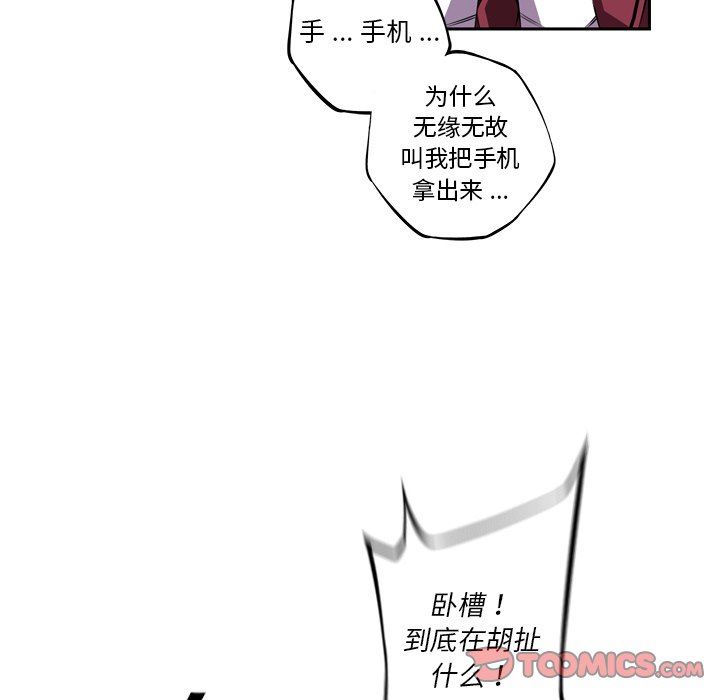 手 ... 手机 ...
为什么
无缘无故
叫我把手机
拿出来 ...
卧槽！
到底在胡扯
什么！
TOOMICS.COM